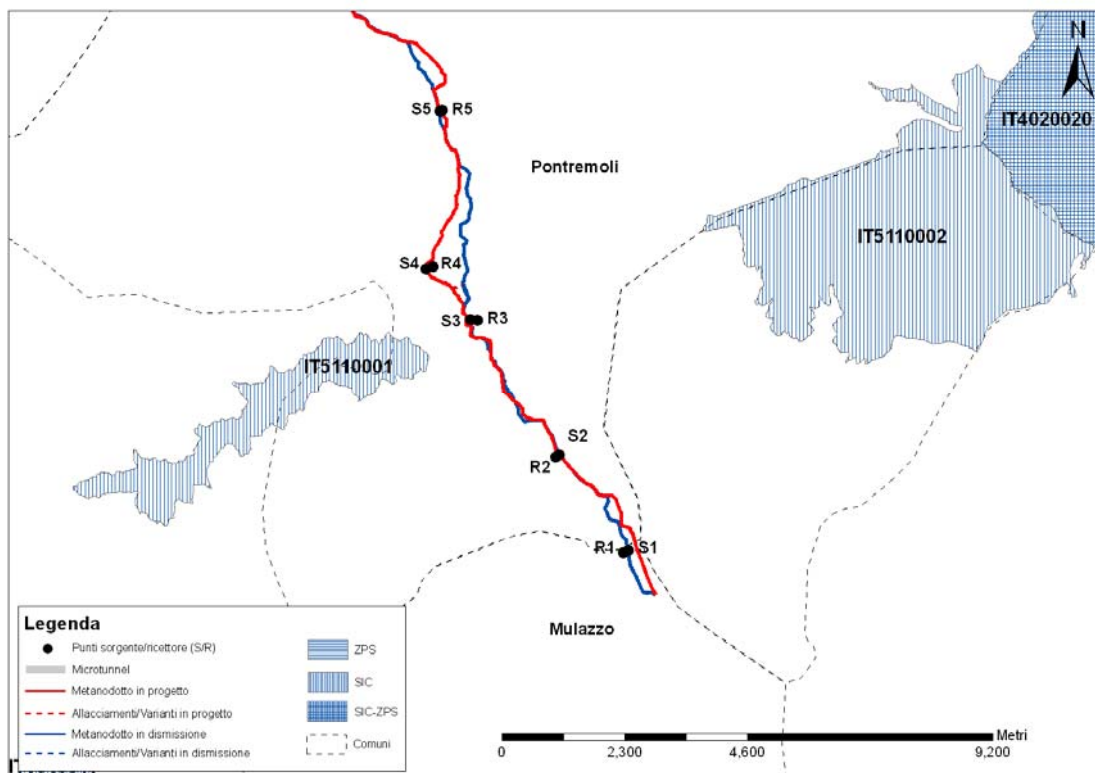 N
IT4020020
S5 R5
Pontremoli
IT5110002
S4 R4
S3 R3
IT5110001
S2
R2
R1 S1
Mulazzo
Legenda
Punti sorgente/ricettore (S/R)
Microtunnel
Metanodotto in progetto
Allacciamenti/Varianti in progetto
Metanodotto in dismissione
Allacciamenti/Varianti in dismissione
ZPS
SIC
SIC-ZPS
Comuni
Metri
0 2,300 4,600 9,200